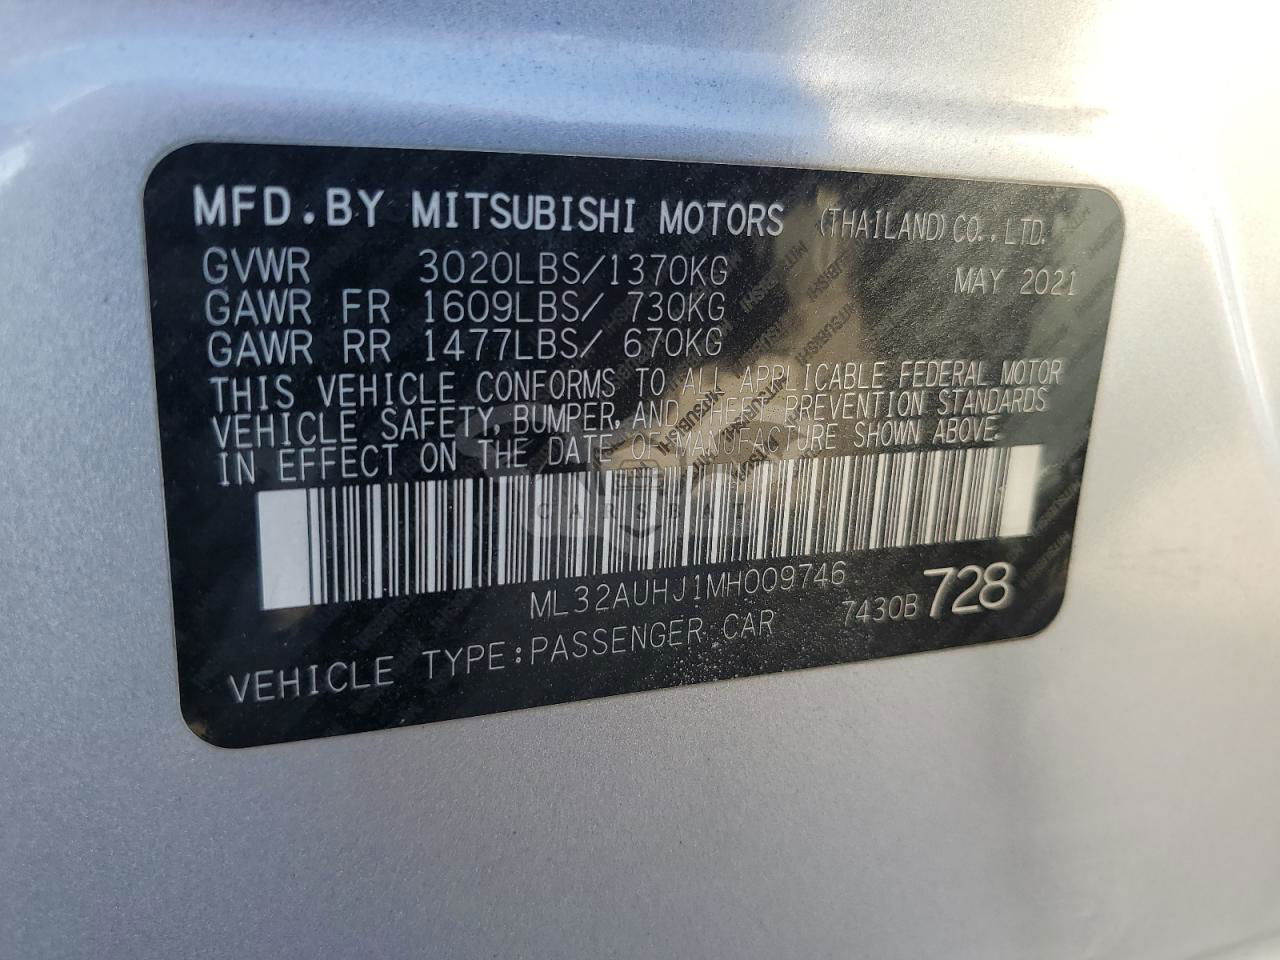 MFD.BY MITSUBISHI MOTORS (THAILAND) CO.,LTD.
GVWR 3020LBS/1370KG MAY 2021
GAWR FR 1609LBS/ 730KG
GAWR RR 1477LBS/ 670KG
THIS VEHICLE CONFORMS TO ALL APPLICABLE FEDERAL MOTOR
VEHICLE SAFETY, BUMPER, AND THEFT PREVENTION STANDARDS
IN EFFECT ON THE DATE OF MANUFACTURE SHOWN ABOVE
CARSBAT
ML32AUHJ1MH009746
7430B 728
VEHICLE TYPE:PASSENGER CAR